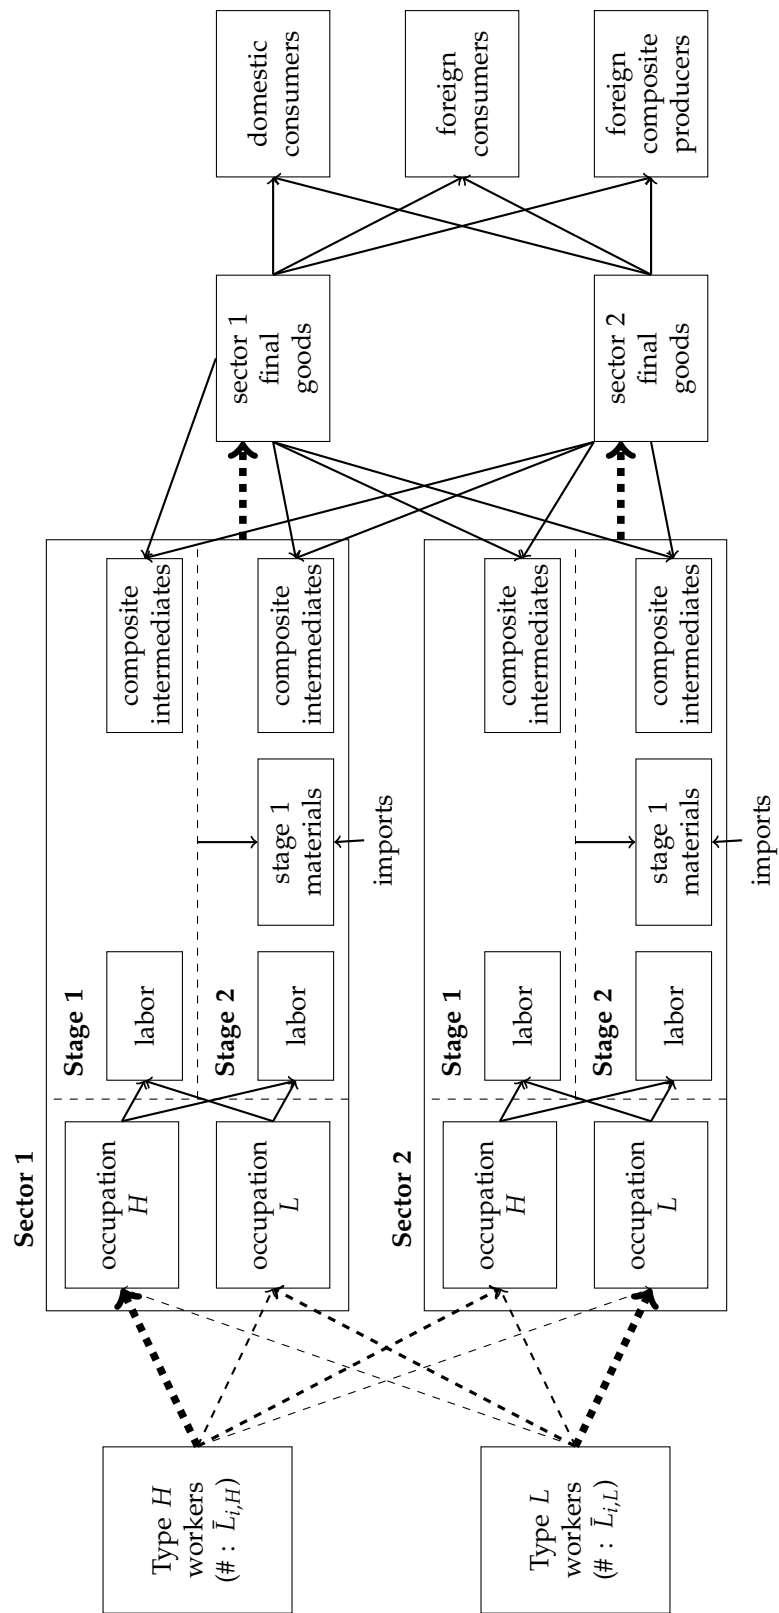 Type H
workers
(# : L̄_{i,H})
Type L
workers
(# : L̄_{i,L})
Sector 1
occupation
H
occupation
L
Stage 1
labor
composite
intermediates
Stage 2
labor
stage 1
materials
imports
composite
intermediates
Sector 2
occupation
H
occupation
L
Stage 1
labor
composite
intermediates
Stage 2
labor
stage 1
materials
imports
composite
intermediates
sector 1
final
goods
sector 2
final
goods
domestic
consumers
foreign
consumers
foreign
composite
producers